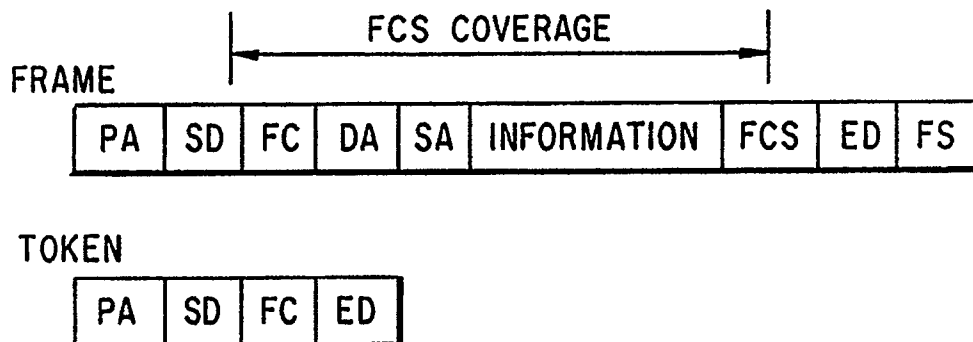 FCS COVERAGE
FRAME
PA SD FC DA SA INFORMATION FCS ED FS
TOKEN
PA SD FC ED